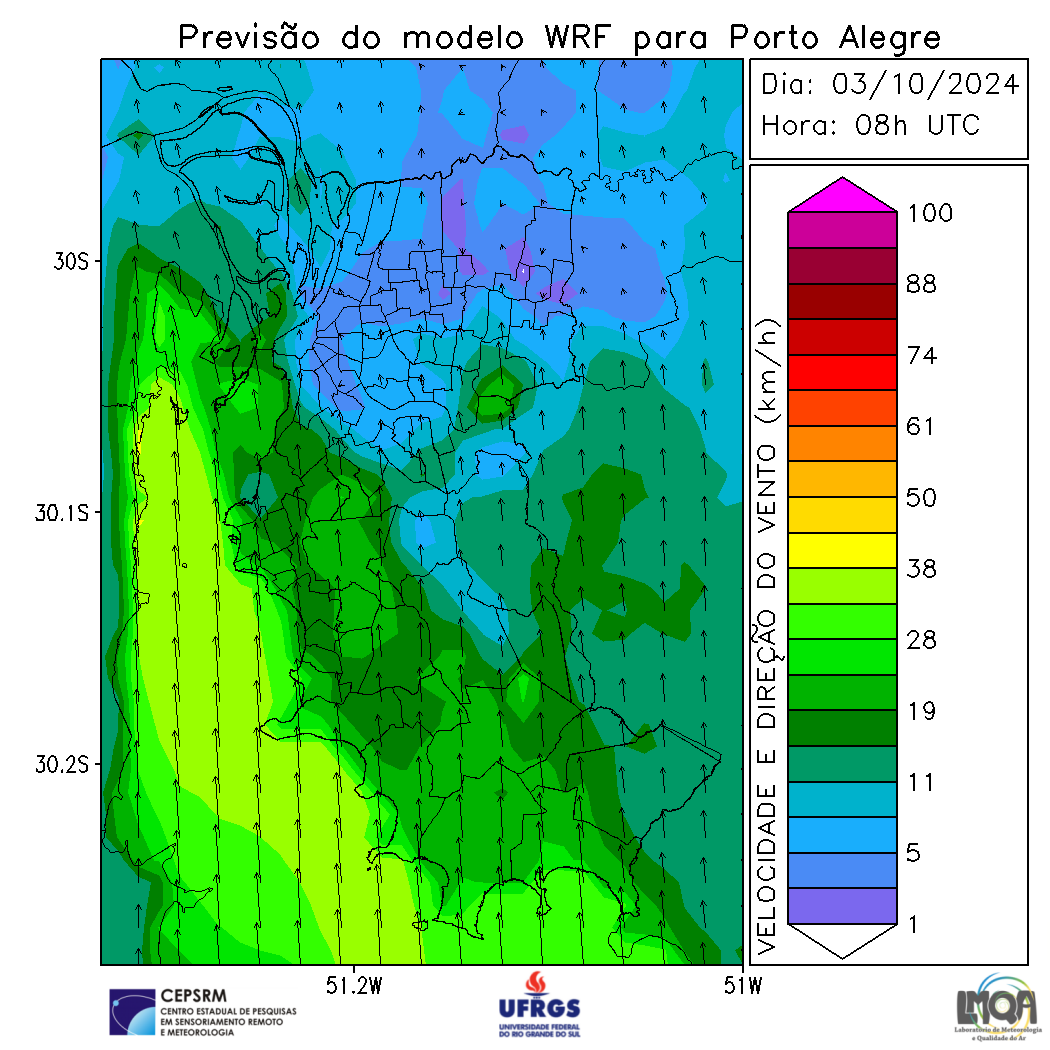 Previsão do modelo WRF para Porto Alegre
Dia: 03/10/2024
Hora: 08h UTC
30S
30.1S
30.2S
51.2W
51W
VELOCIDADE E DIREÇÃO DO VENTO (km/h)
100
88
74
61
50
38
28
19
11
5
1
CEPSRM
CENTRO ESTADUAL DE PESQUISAS
EM SENSORIAMENTO REMOTO
E METEOROLOGIA
UFRGS
UNIVERSIDADE FEDERAL
DO RIO GRANDE DO SUL
LMQA
Laboratório de Meteorologia
e Qualidade do Ar